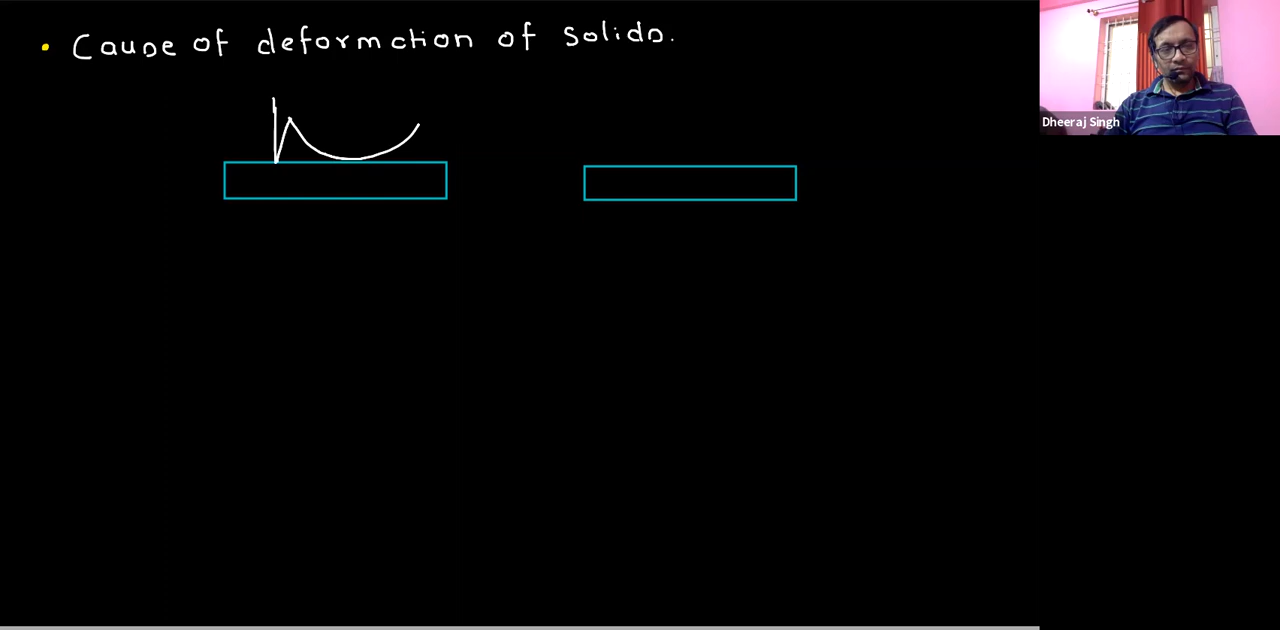 Cause of deformation of solids.
Dheeraj Singh